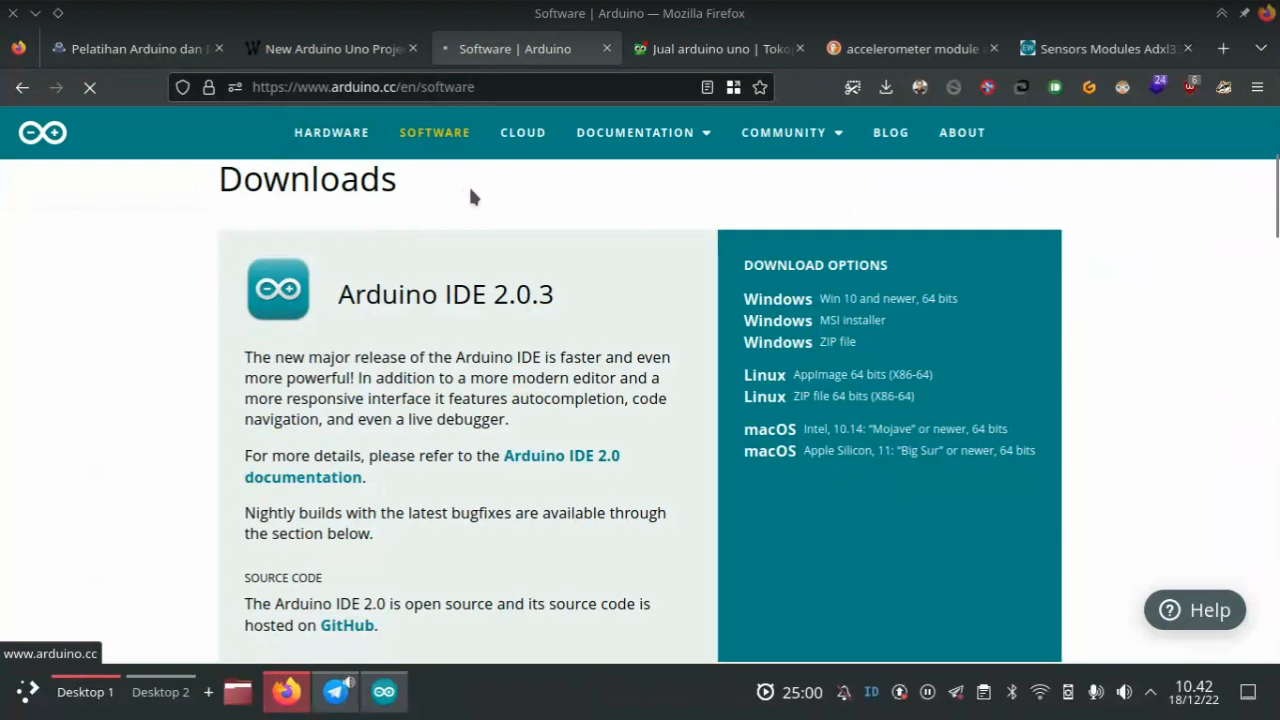 Software | Arduino — Mozilla Firefox
Pelatihan Arduino dan
New Arduino Uno Proje
Software | Arduino
Jual arduino uno | Toko
accelerometer module
Sensors Modules Adxl3
https://www.arduino.cc/en/software
24
6
HARDWARE
SOFTWARE
CLOUD
DOCUMENTATION
COMMUNITY
BLOG
ABOUT
Downloads
Arduino IDE 2.0.3
The new major release of the Arduino IDE is faster and even
more powerful! In addition to a more modern editor and a
more responsive interface it features autocompletion, code
navigation, and even a live debugger.
For more details, please refer to the Arduino IDE 2.0
documentation.
Nightly builds with the latest bugfixes are available through
the section below.
SOURCE CODE
The Arduino IDE 2.0 is open source and its source code is
hosted on GitHub.
DOWNLOAD OPTIONS
Windows Win 10 and newer, 64 bits
Windows MSI installer
Windows ZIP file
Linux AppImage 64 bits (X86-64)
Linux ZIP file 64 bits (X86-64)
macOS Intel, 10.14: “Mojave” or newer, 64 bits
macOS Apple Silicon, 11: “Big Sur” or newer, 64 bits
Help
www.arduino.cc
Desktop 1
Desktop 2
25:00
ID
10.42
18/12/22